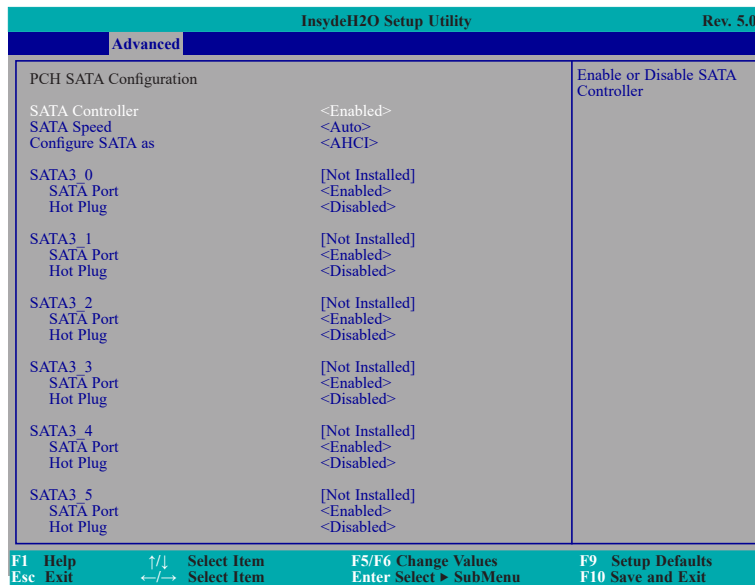 InsydeH2O Setup Utility Rev. 5.0
Advanced
PCH SATA Configuration
Enable or Disable SATA
Controller
SATA Controller <Enabled>
SATA Speed <Auto>
Configure SATA as <AHCI>
SATA3_0 [Not Installed]
SATA Port <Enabled>
Hot Plug <Disabled>
SATA3_1 [Not Installed]
SATA Port <Enabled>
Hot Plug <Disabled>
SATA3_2 [Not Installed]
SATA Port <Enabled>
Hot Plug <Disabled>
SATA3_3 [Not Installed]
SATA Port <Enabled>
Hot Plug <Disabled>
SATA3_4 [Not Installed]
SATA Port <Enabled>
Hot Plug <Disabled>
SATA3_5 [Not Installed]
SATA Port <Enabled>
Hot Plug <Disabled>
F1 Help ↑/↓ Select Item F5/F6 Change Values F9 Setup Defaults
Esc Exit ←/→ Select Item Enter Select ▶ SubMenu F10 Save and Exit